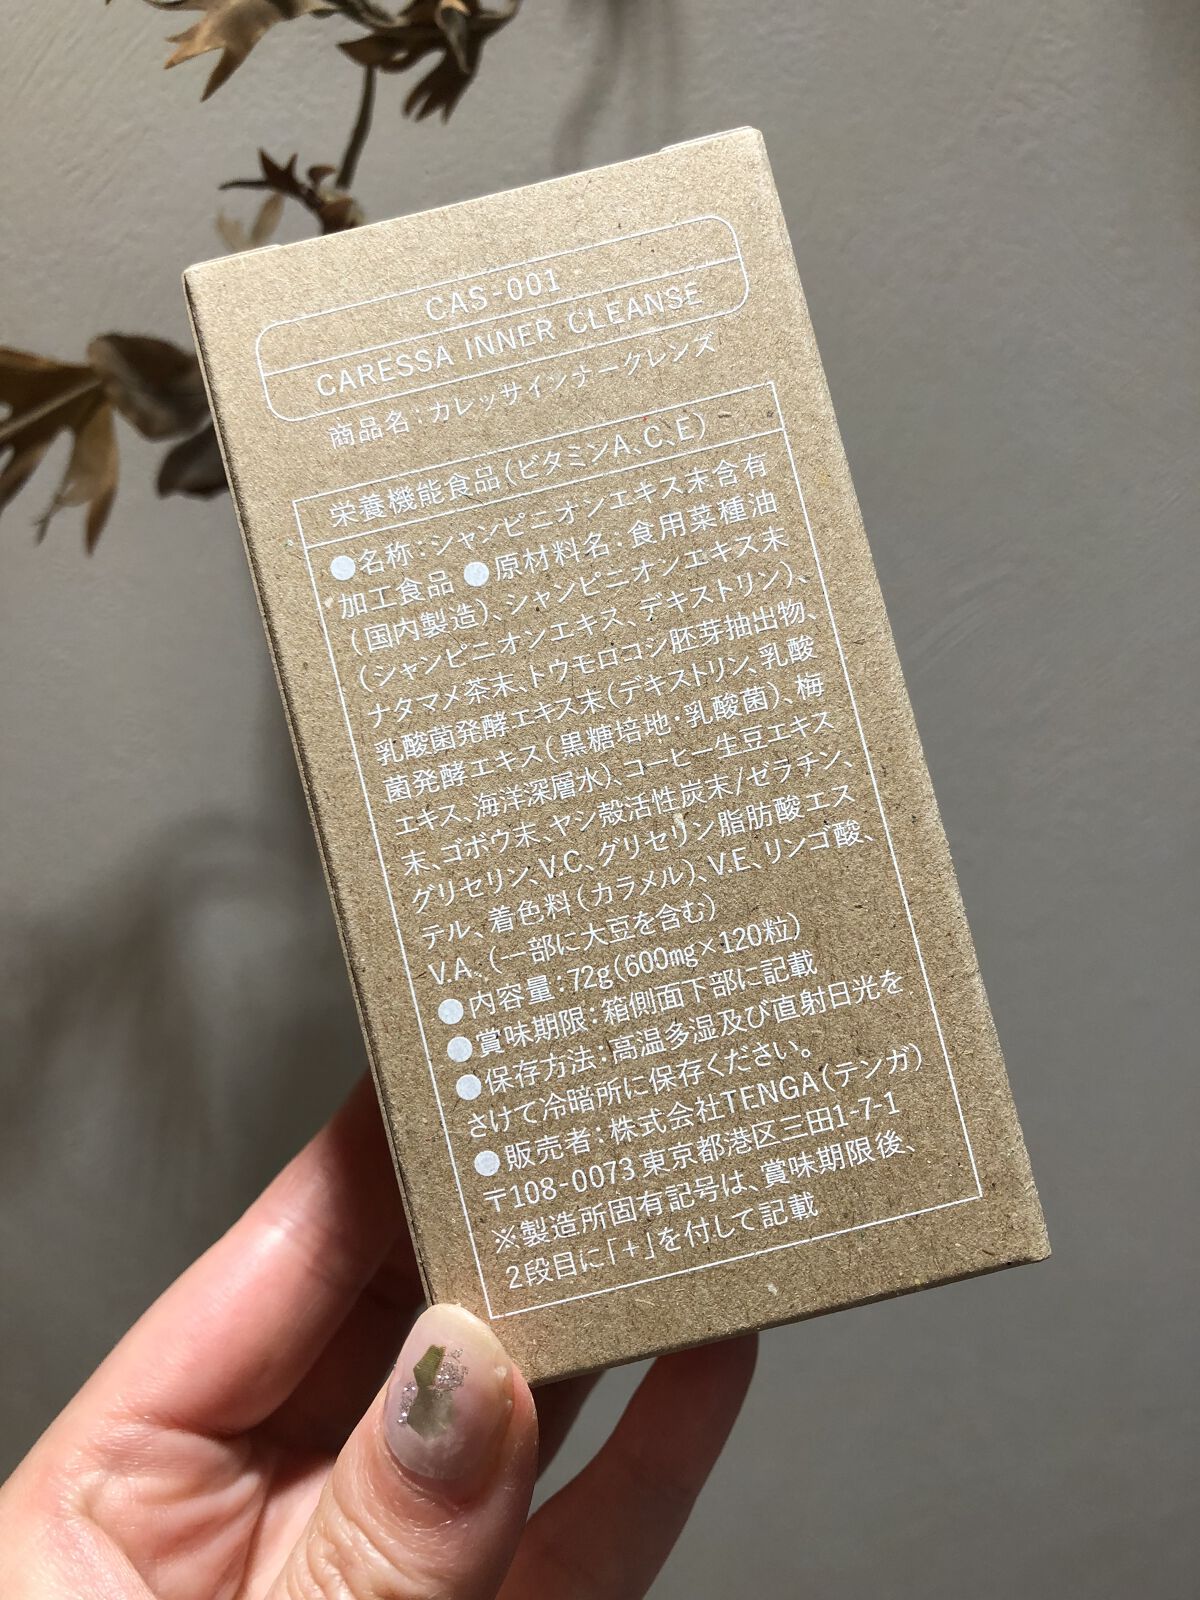 CAS-001
CARESSA INNER CLEANSE
商品名：カレッサインナークレンズ
栄養機能食品（ビタミンA、C、E）
●名称：シャンピニオンエキス末含有
加工食品 ●原材料名：食用菜種油
（国内製造）、シャンピニオンエキス末
（シャンピニオンエキス、デキストリン）、
ナタマメ茶末、トウモロコシ胚芽抽出物、
乳酸菌発酵エキス末（デキストリン、乳酸
菌発酵エキス（黒糖培地・乳酸菌）、梅
エキス、海洋深層水）、コーヒー生豆エキス
末、ゴボウ末、ヤシ殻活性炭末/ゼラチン、
グリセリン、V.C、グリセリン脂肪酸エス
テル、着色料（カラメル）、V.E、リンゴ酸、
V.A、（一部に大豆を含む）
●内容量：72g（600㎎×120粒）
●賞味期限：箱側面下部に記載
●保存方法：高温多湿及び直射日光を
さけて冷暗所に保存ください。
●販売者：株式会社TENGA（テンガ）
〒108-0073 東京都港区三田1-7-1
※製造所固有記号は、賞味期限後、
2段目に「+」を付して記載